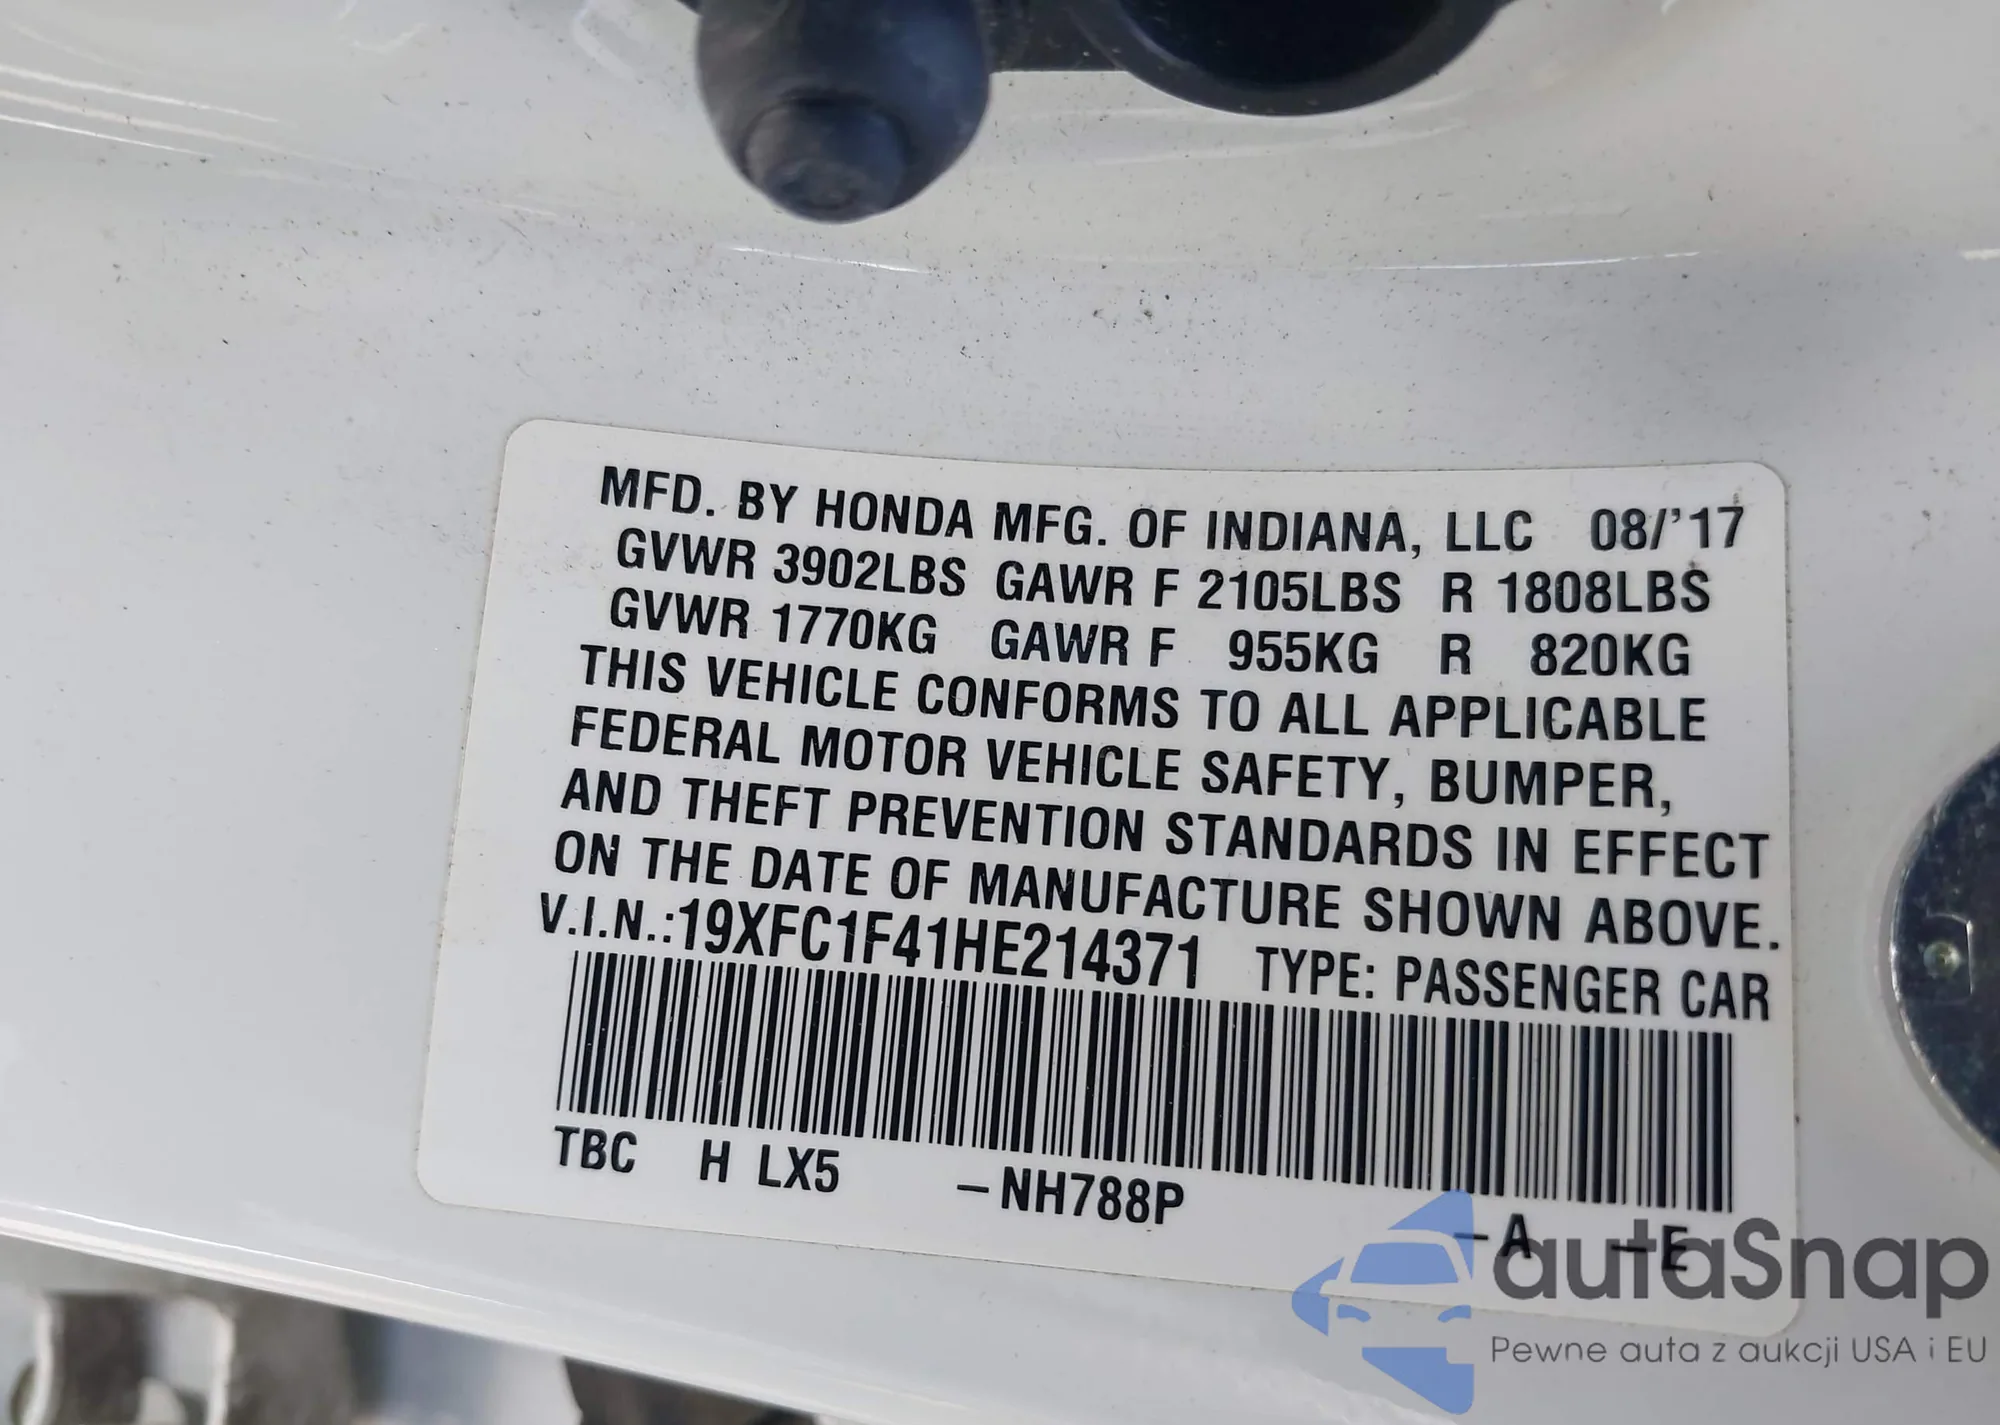 MFD. BY HONDA MFG. OF INDIANA, LLC 08/'17
GVWR 3902LBS GAWR F 2105LBS R 1808LBS
GVWR 1770KG GAWR F 955KG R 820KG
THIS VEHICLE CONFORMS TO ALL APPLICABLE
FEDERAL MOTOR VEHICLE SAFETY, BUMPER,
AND THEFT PREVENTION STANDARDS IN EFFECT
ON THE DATE OF MANUFACTURE SHOWN ABOVE.
V.I.N.:19XFC1F41HE214371 TYPE: PASSENGER CAR
TBC H LX5 -NH788P -A -E
autaSnap
Pewne auta z aukcji USA i EU